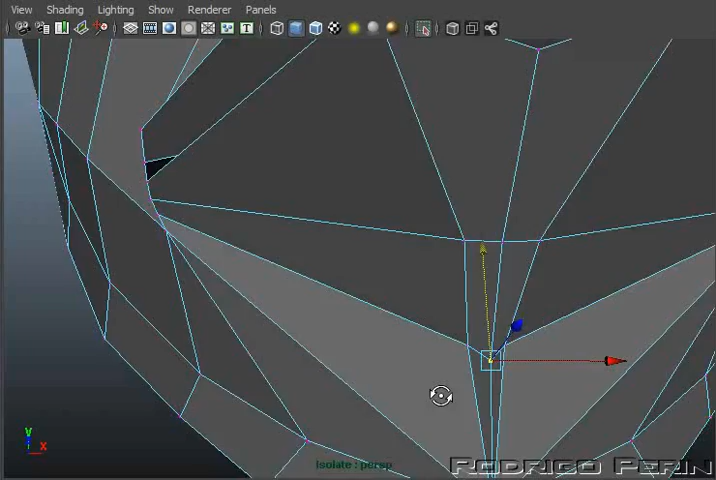 View Shading Lighting Show Renderer Panels
T
Y
X
Isolate : persp
RODRIGO PERIN